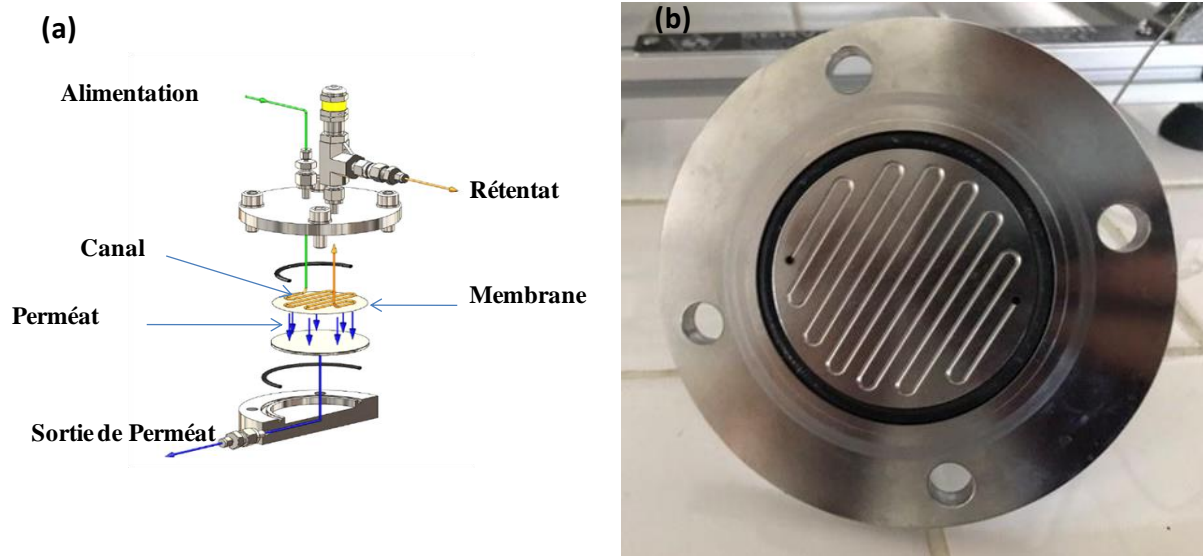 (a)
Alimentation
Rétentat
Canal
Membrane
Perméat
Sortie de Perméat
(b)